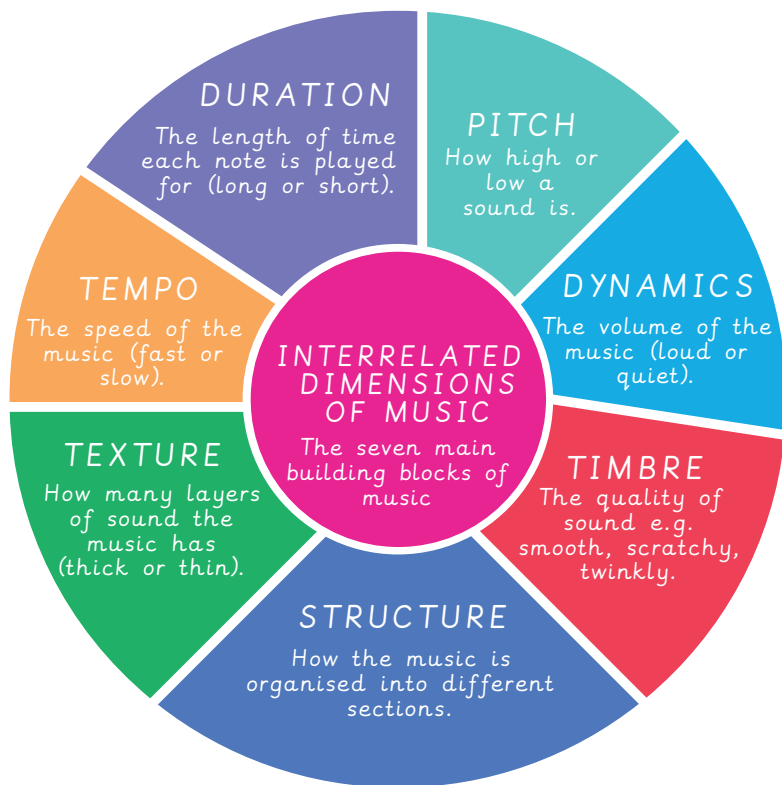 DURATION
The length of time
each note is played
for (long or short).
PITCH
How high or
low a
sound is.
DYNAMICS
The volume of the
music (loud or
quiet).
TIMBRE
The quality of
sound e.g.
smooth, scratchy,
twinkly.
STRUCTURE
How the music is
organised into different
sections.
TEXTURE
How many layers
of sound the
music has
(thick or thin).
TEMPO
The speed of the
music (fast or
slow).
INTERRELATED
DIMENSIONS
OF MUSIC
The seven main
building blocks of
music